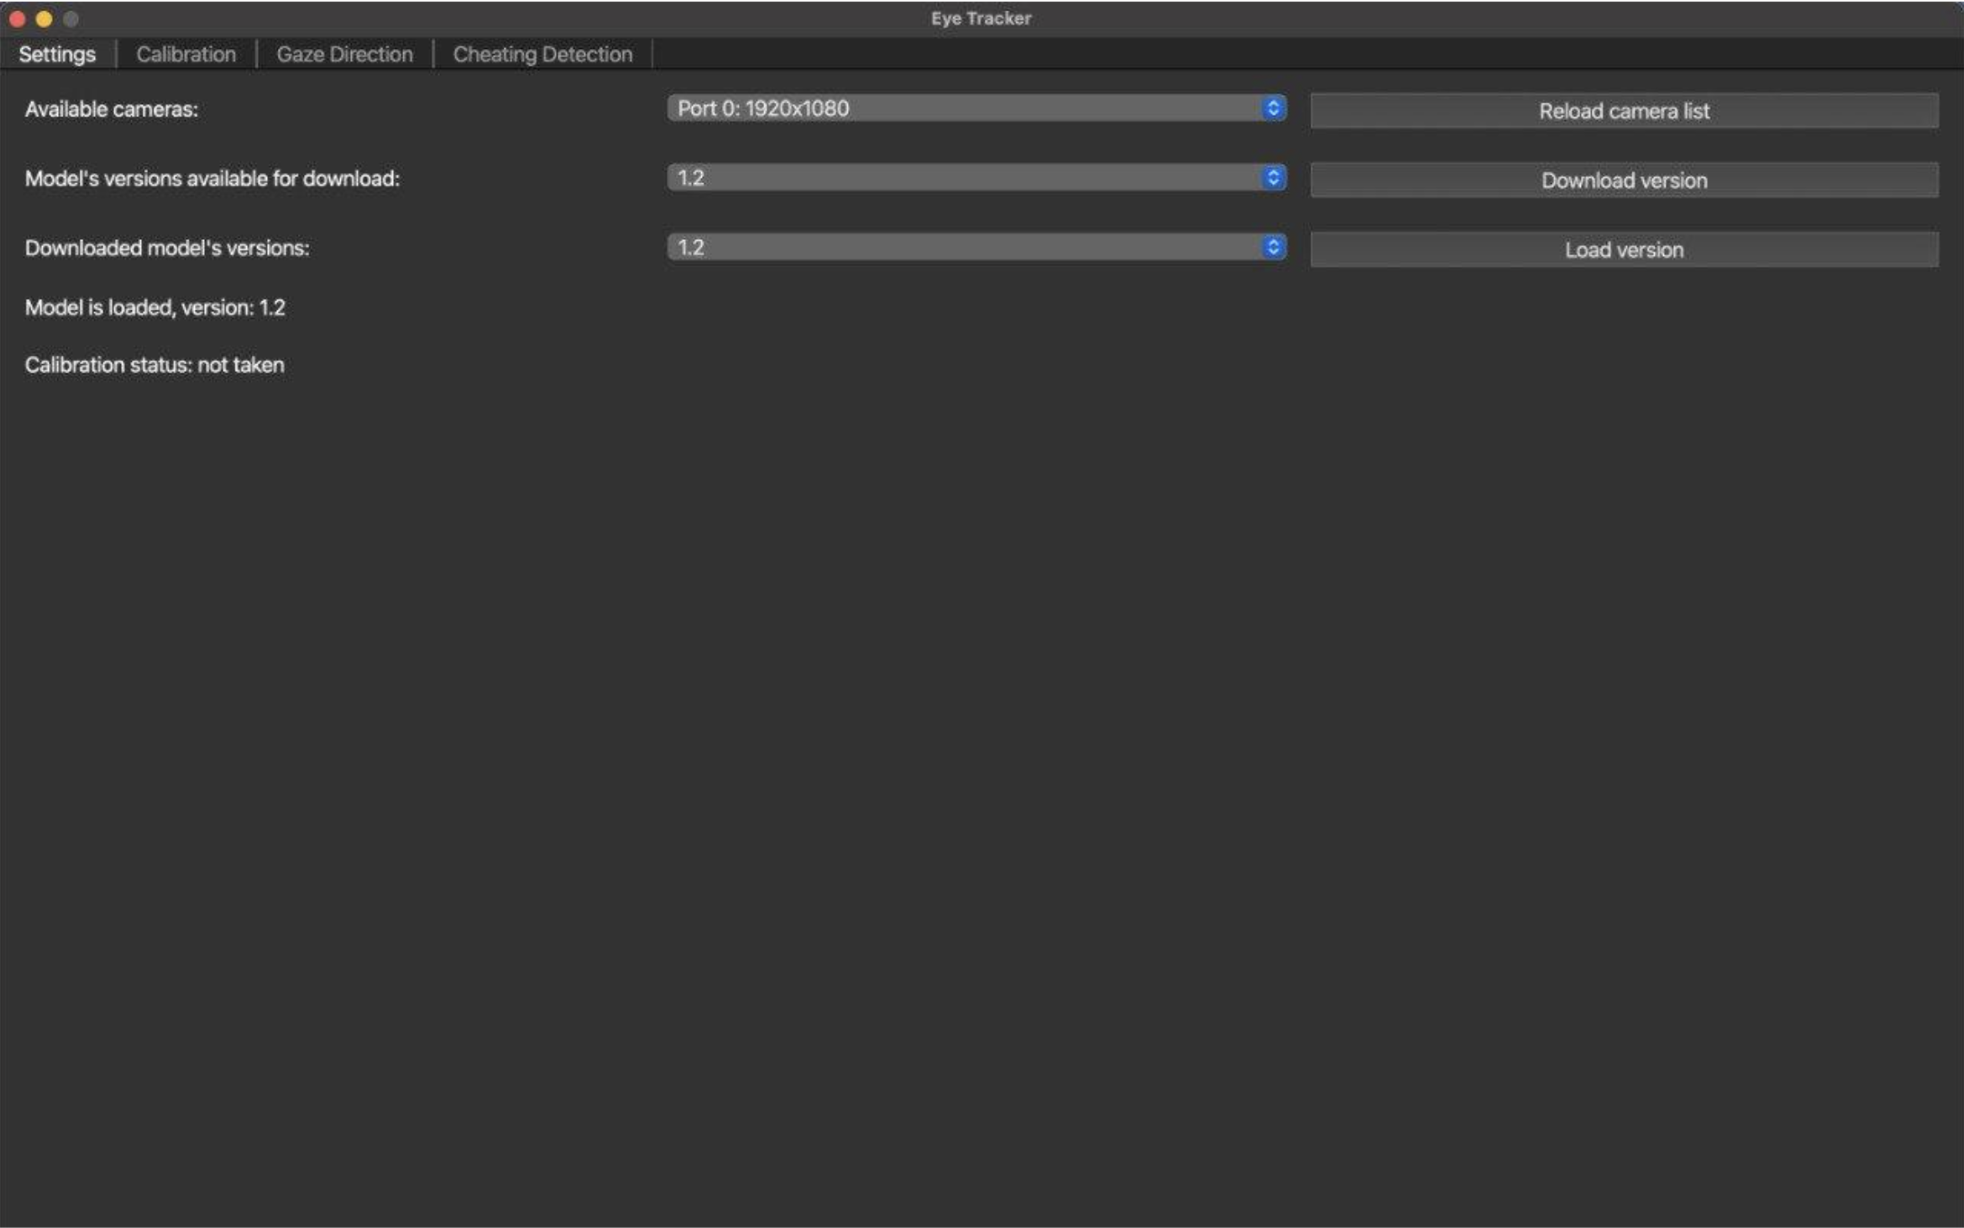 Eye Tracker
Settings Calibration Gaze Direction Cheating Detection
Available cameras: Port 0: 1920x1080 Reload camera list
Model's versions available for download: 1.2 Download version
Downloaded model's versions: 1.2 Load version
Model is loaded, version: 1.2
Calibration status: not taken